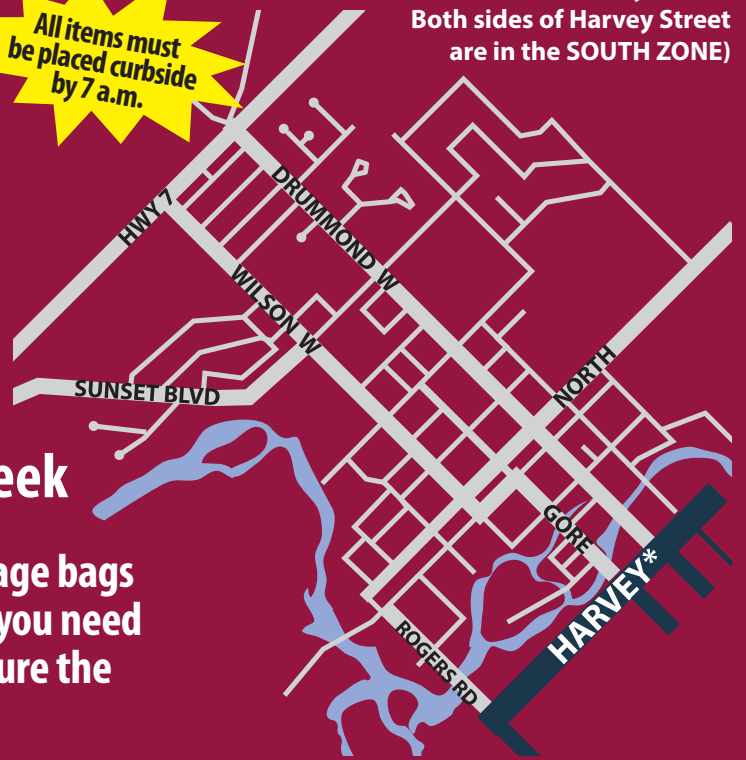 All items must
be placed curbside
by 7 a.m.
Both sides of Harvey Street
are in the SOUTH ZONE)
HWY 7
DRUMMOND W
WILSON W
SUNSET BLVD
NORTH
GORE
HARVEY*
ROGERS RD
eek
age bags
you need
ure the